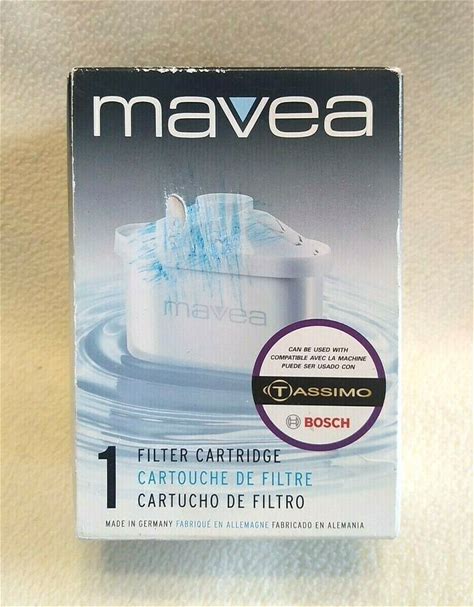 mavea
mavea
CAN BE USED WITH
COMPATIBLE AVEC LA MACHINE
PUEDE SER USADO CON
TASSIMO
BOSCH
1
FILTER CARTRIDGE
CARTOUCHE DE FILTRE
CARTUCHO DE FILTRO
MADE IN GERMANY FABRIQUÉ EN ALLEMAGNE FABRICADO EN ALEMANIA